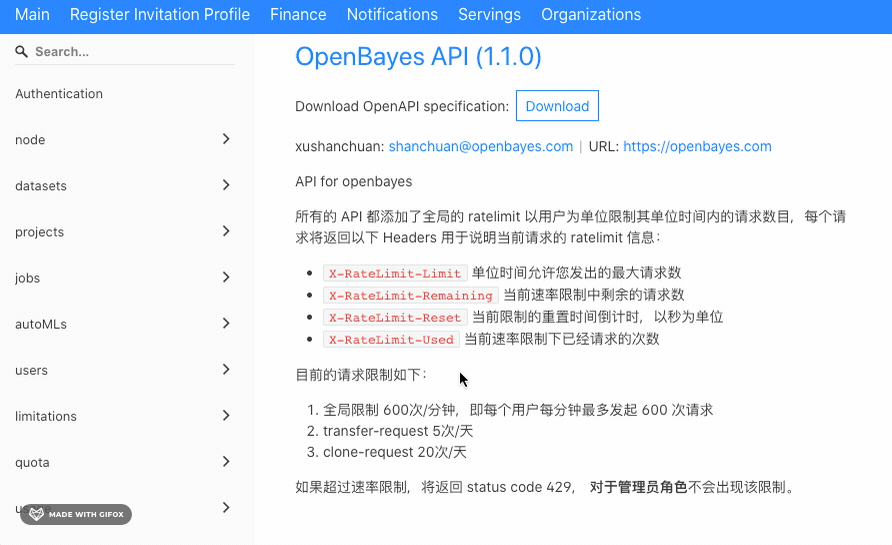 Main Register Invitation Profile Finance Notifications Servings Organizations
Search...
Authentication
node
datasets
projects
jobs
autoMLs
users
limitations
quota
MADE WITH GIFOX
OpenBayes API (1.1.0)
Download OpenAPI specification: Download
xushanchuan: shanchuan@openbayes.com | URL: https://openbayes.com
API for openbayes
所有的 API 都添加了全局的 ratelimit 以用户为单位限制其单位时间内的请求数目，每个请
求将返回以下 Headers 用于说明当前请求的 ratelimit 信息：
• X-RateLimit-Limit 单位时间允许您发出的最大请求数
• X-RateLimit-Remaining 当前速率限制中剩余的请求数
• X-RateLimit-Reset 当前限制的重置时间倒计时，以秒为单位
• X-RateLimit-Used 当前速率限制下已经请求的次数
目前的请求限制如下：
1. 全局限制 600次/分钟，即每个用户每分钟最多发起 600 次请求
2. transfer-request 5次/天
3. clone-request 20次/天
如果超过速率限制，将返回 status code 429， 对于管理员角色不会出现该限制。